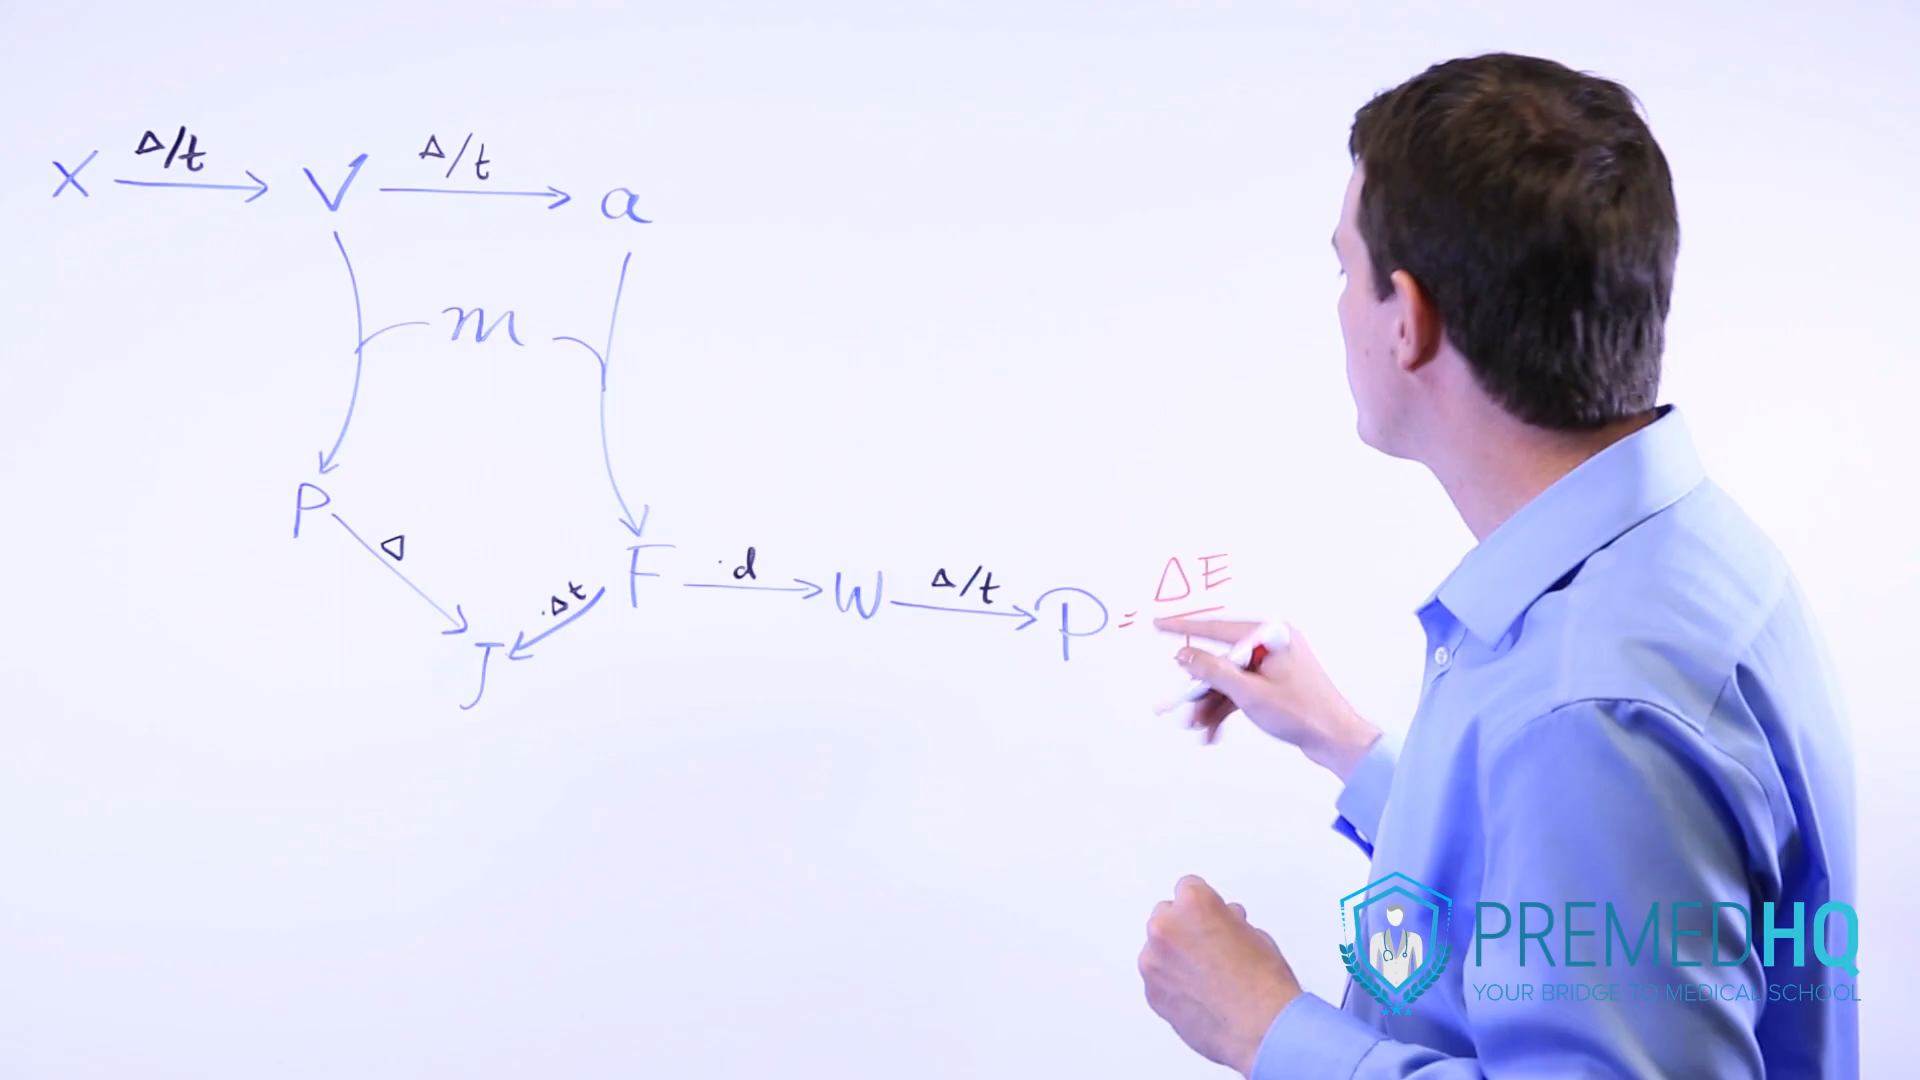 X Δ/t V Δ/t a
m
P Δ J
F ·d W Δ/t P = ΔE
·Δt
PREMEDHQ
YOUR BRIDGE TO MEDICAL SCHOOL